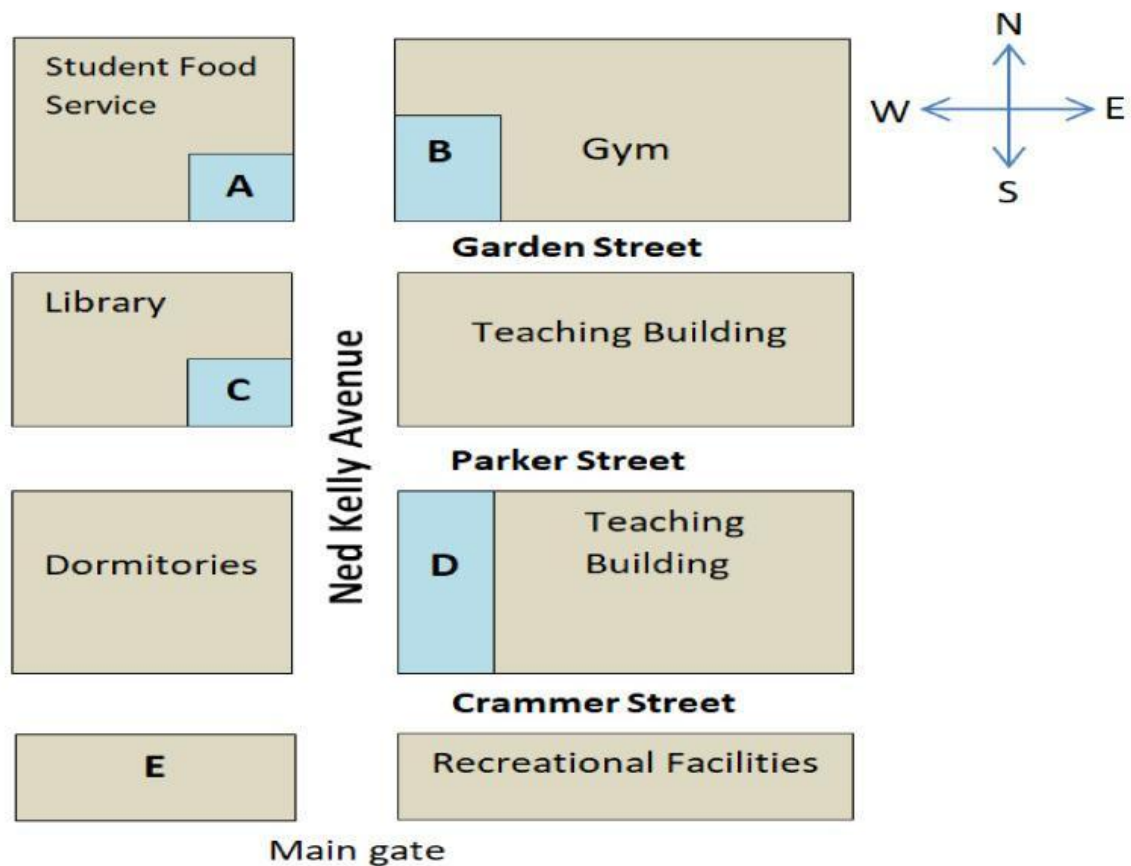 N
Student Food
Service
W
E
B
Gym
A
S
Garden Street
Library
Teaching Building
C
Ned Kelly Avenue
Parker Street
Teaching
Building
Dormitories
D
Crammer Street
E
Recreational Facilities
Main gate